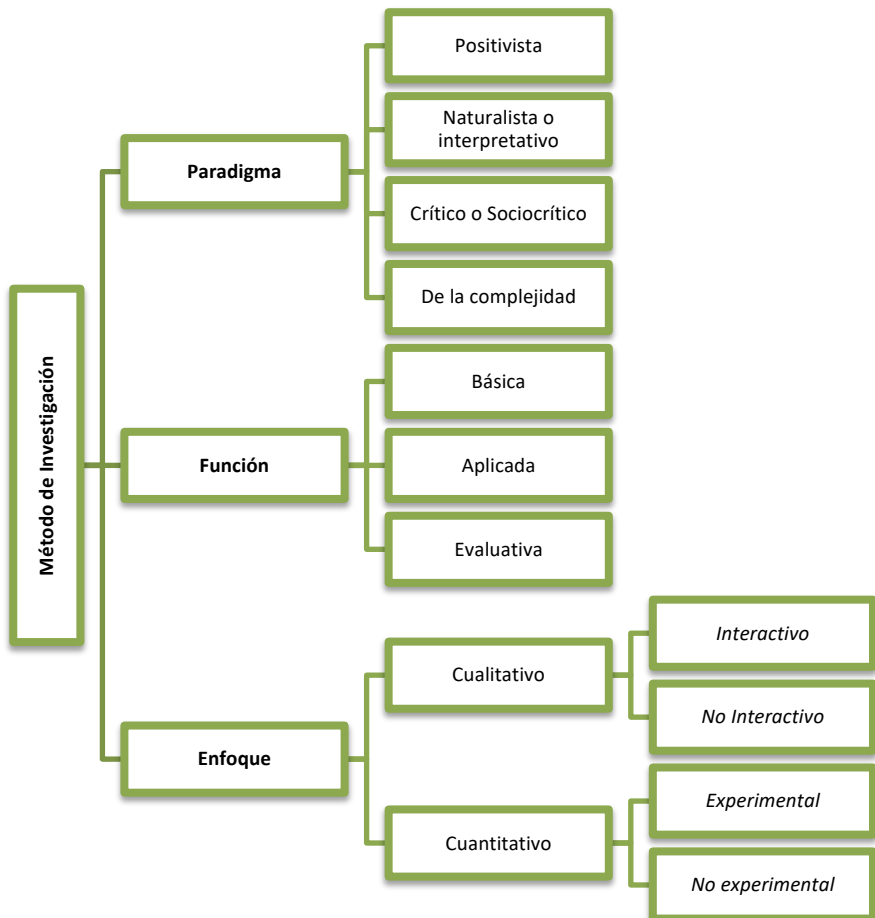 Método de Investigación
Paradigma
Positivista
Naturalista o
interpretativo
Crítico o Sociocrítico
De la complejidad
Función
Básica
Aplicada
Evaluativa
Enfoque
Cualitativo
Interactivo
No Interactivo
Cuantitativo
Experimental
No experimental